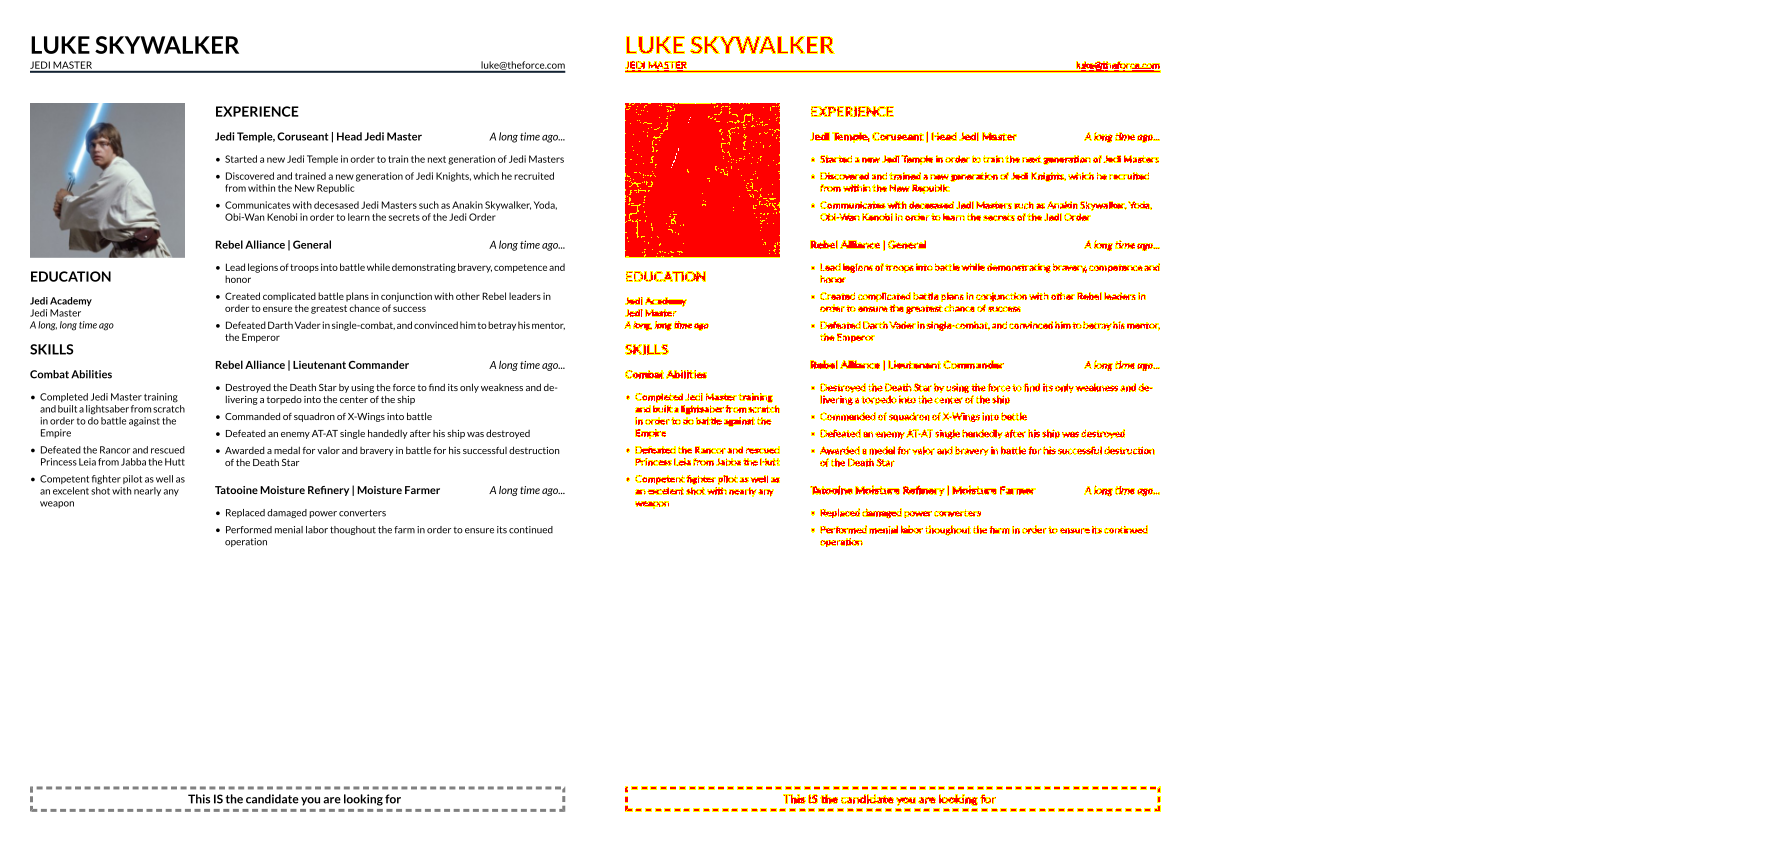 LUKE SKYWALKER
JEDI MASTER
luke@theforce.com
EDUCATION
Jedi Academy
Jedi Master
A long, long time ago
SKILLS
Combat Abilities
• Completed Jedi Master training
and built a lightsaber from scratch
in order to do battle against the
Empire
• Defeated the Rancor and rescued
Princess Leia from Jabba the Hutt
• Competent fighter pilot as well as
an excelent shot with nearly any
weapon
EXPERIENCE
Jedi Temple, Coruseant | Head Jedi Master A long time ago...
• Started a new Jedi Temple in order to train the next generation of Jedi Masters
• Discovered and trained a new generation of Jedi Knights, which he recruited
from within the New Republic
• Communicates with deceased Jedi Masters such as Anakin Skywalker, Yoda,
Obi-Wan Kenobi in order to learn the secrets of the Jedi Order
Rebel Alliance | General A long time ago...
• Lead legions of troops into battle while demonstrating bravery, competence and
honor
• Created complicated battle plans in conjunction with other Rebel leaders in
order to ensure the greatest chance of success
• Defeated Darth Vader in single-combat, and convinced him to betray his mentor,
the Emperor
Rebel Alliance | Lieutenant Commander A long time ago...
• Destroyed the Death Star by using the force to find its only weakness and de-
livering a torpedo into the center of the ship
• Commanded of squadron of X-Wings into battle
• Defeated an enemy AT-AT single handedly after his ship was destroyed
• Awarded a medal for valor and bravery in battle for his successful destruction
of the Death Star
Tatooine Moisture Refinery | Moisture Farmer A long time ago...
• Replaced damaged power converters
• Performed menial labor thoughout the farm in order to ensure its continued
operation
This IS the candidate you are looking for
LUKE SKYWALKER
JEDI MASTER
luke@theforce.com
EDUCATION
Jedi Academy
Jedi Master
A long, long time ago
SKILLS
Combat Abilities
• Completed Jedi Master training
and built a lightsaber from scratch
in order to do battle against the
Empire
• Defeated the Rancor and rescued
Princess Leia from Jabba the Hutt
• Competent fighter pilot as well as
an excelent shot with nearly any
weapon
EXPERIENCE
Jedi Temple, Coruseant | Head Jedi Master A long time ago...
• Started a new Jedi Temple in order to train the next generation of Jedi Masters
• Discovered and trained a new generation of Jedi Knights, which he recruited
from within the New Republic
• Communicates with deceased Jedi Masters such as Anakin Skywalker, Yoda,
Obi-Wan Kenobi in order to learn the secrets of the Jedi Order
Rebel Alliance | General A long time ago...
• Lead legions of troops into battle while demonstrating bravery, competence and
honor
• Created complicated battle plans in conjunction with other Rebel leaders in
order to ensure the greatest chance of success
• Defeated Darth Vader in single-combat, and convinced him to betray his mentor,
the Emperor
Rebel Alliance | Lieutenant Commander A long time ago...
• Destroyed the Death Star by using the force to find its only weakness and de-
livering a torpedo into the center of the ship
• Commanded of squadron of X-Wings into battle
• Defeated an enemy AT-AT single handedly after his ship was destroyed
• Awarded a medal for valor and bravery in battle for his successful destruction
of the Death Star
Tatooine Moisture Refinery | Moisture Farmer A long time ago...
• Replaced damaged power converters
• Performed menial labor thoughout the farm in order to ensure its continued
operation
This IS the candidate you are looking for